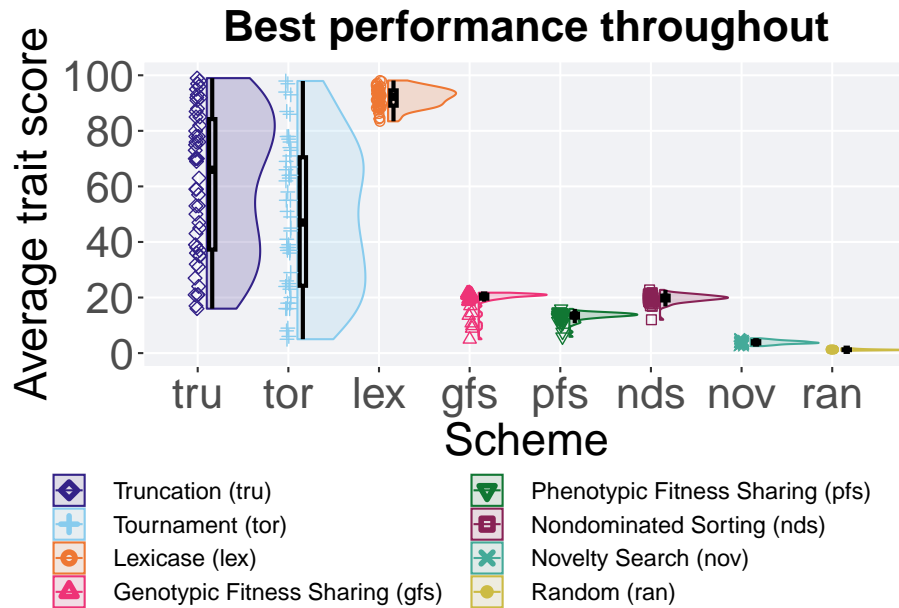 Best performance throughout
Average trait score
100
80
60
40
20
0
tru tor lex gfs pfs nds nov ran
Scheme
Truncation (tru)
Tournament (tor)
Lexicase (lex)
Genotypic Fitness Sharing (gfs)
Phenotypic Fitness Sharing (pfs)
Nondominated Sorting (nds)
Novelty Search (nov)
Random (ran)